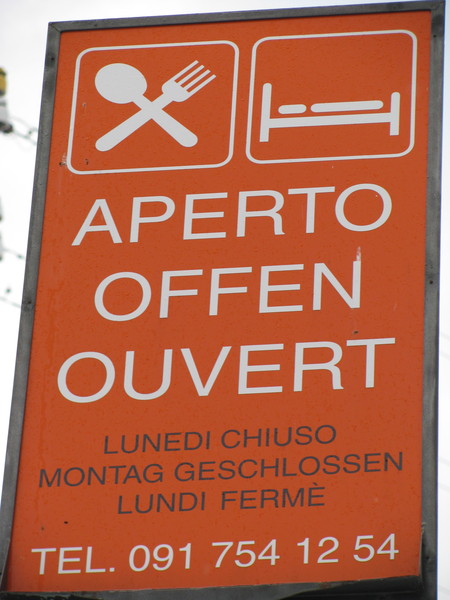 APERTO
OFFEN
OUVERT
LUNEDI CHIUSO
MONTAG GESCHLOSSEN
LUNDI FERMÈ
TEL. 091 754 12 54